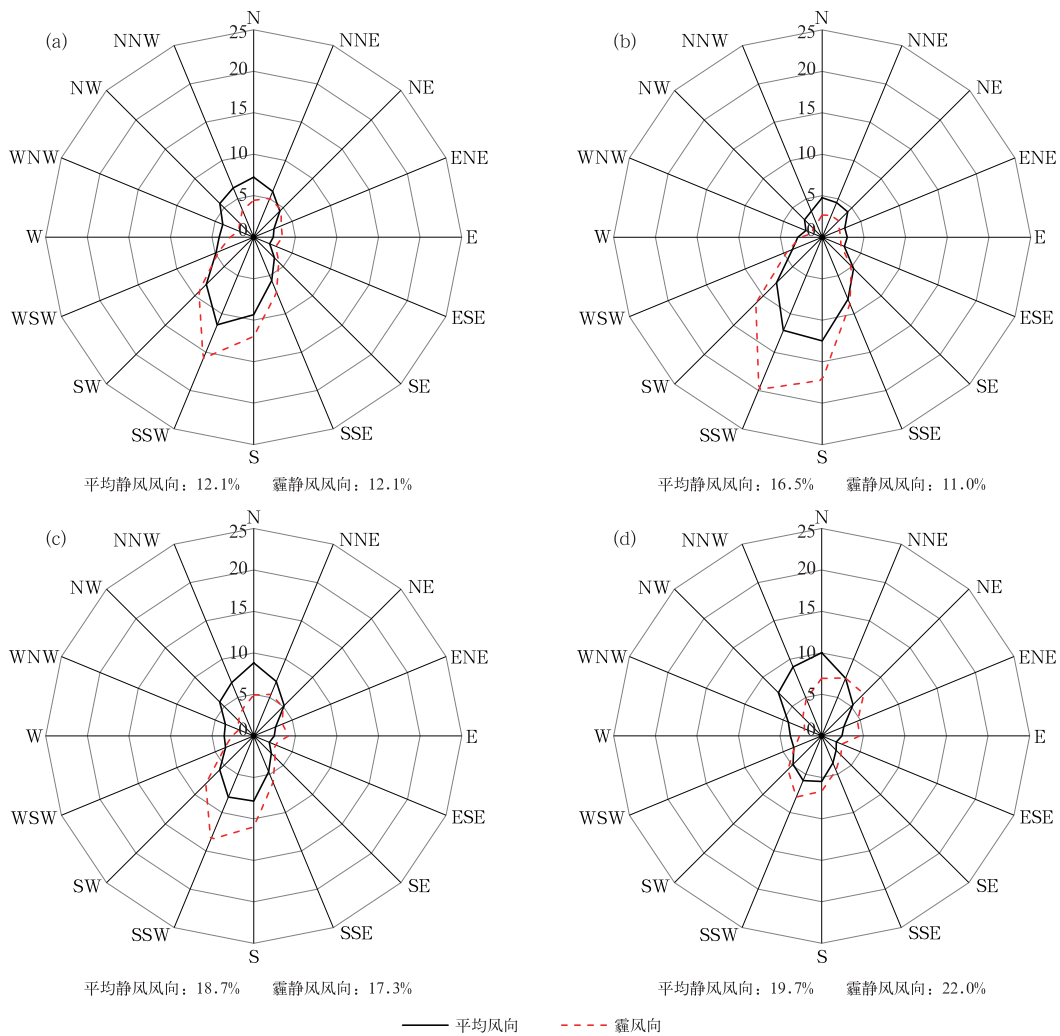 (a)
N
NNE
NE
ENE
E
ESE
SE
SSE
S
SSW
SW
WSW
W
WNW
NW
NNW
25
20
15
10
5
0
平均静风风向：12.1% 霾静风风向：12.1%
(b)
N
NNE
NE
ENE
E
ESE
SE
SSE
S
SSW
SW
WSW
W
WNW
NW
NNW
25
20
15
10
5
0
平均静风风向：16.5% 霾静风风向：11.0%
(c)
N
NNE
NE
ENE
E
ESE
SE
SSE
S
SSW
SW
WSW
W
WNW
NW
NNW
25
20
15
10
5
0
平均静风风向：18.7% 霾静风风向：17.3%
(d)
N
NNE
NE
ENE
E
ESE
SE
SSE
S
SSW
SW
WSW
W
WNW
NW
NNW
25
20
15
10
5
0
平均静风风向：19.7% 霾静风风向：22.0%
平均风向 霾风向